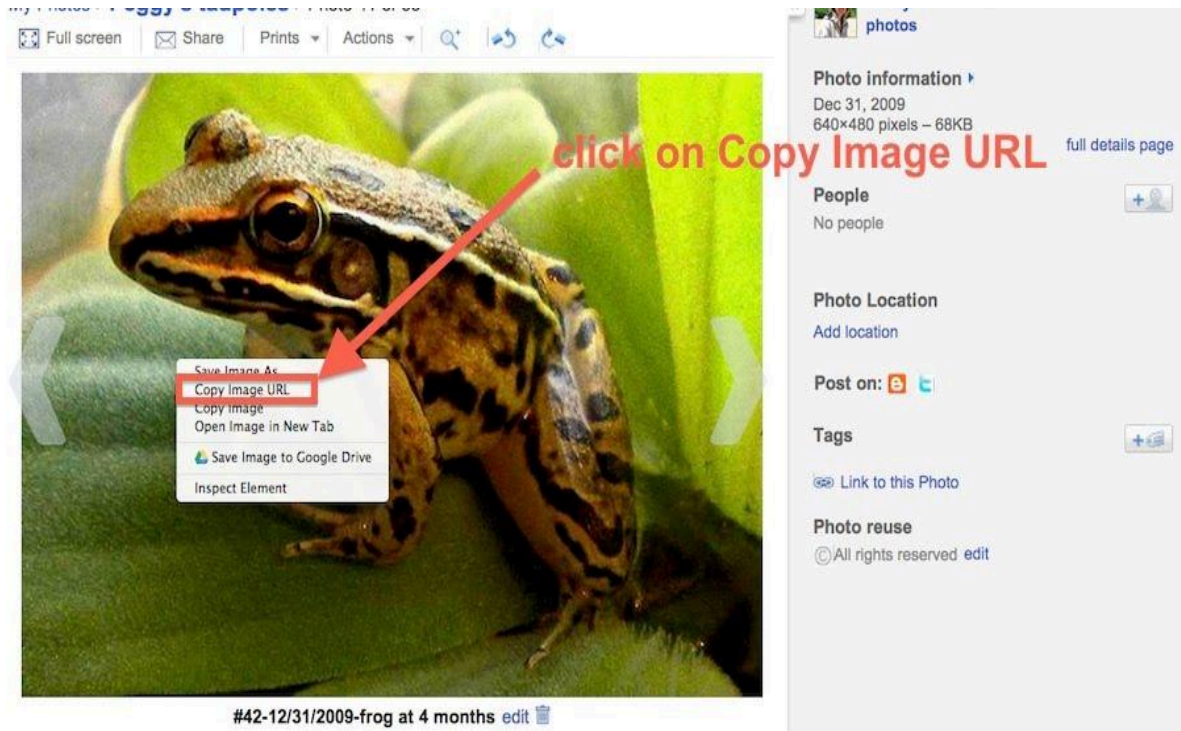 Full screen Share Prints Actions
photos
Photo information
Dec 31, 2009
640×480 pixels – 68KB
click on Copy Image URL
full details page
People
No people
Photo Location
Add location
Post on:
Tags
Link to this Photo
Photo reuse
©All rights reserved edit
Save Image As
Copy Image URL
Copy Image
Open Image in New Tab
Save Image to Google Drive
Inspect Element
#42-12/31/2009-frog at 4 months edit